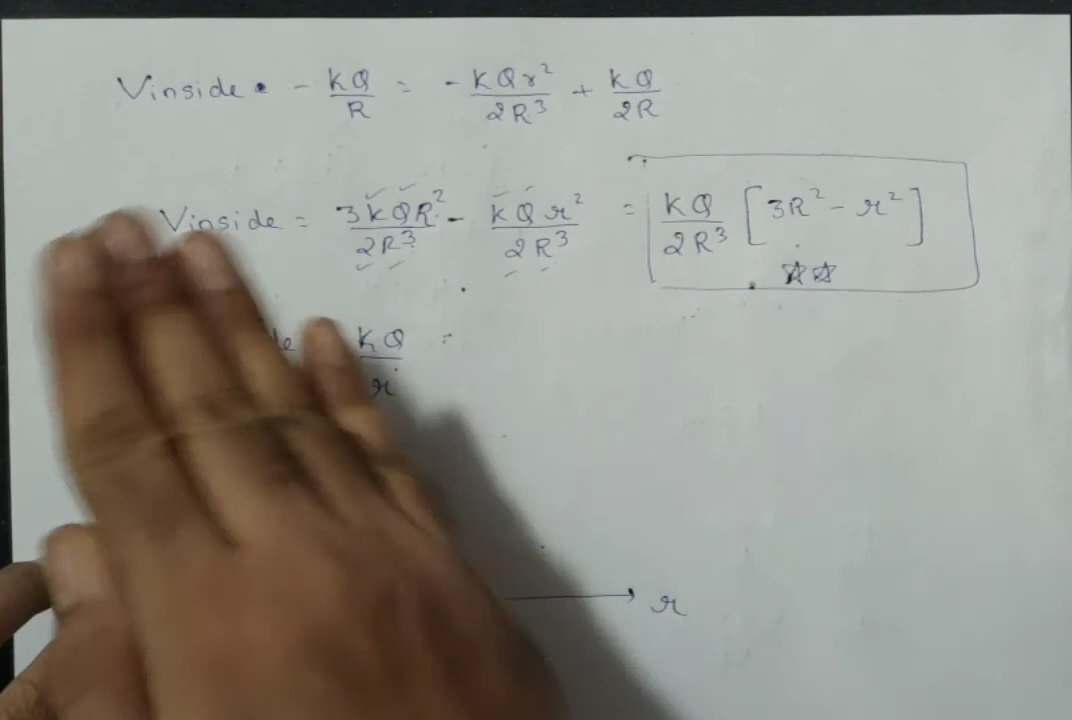 Vinside - kQ/R = - kQr²/2R³ + kQ/2R
Vinside = 3kQR²/2R³ - kQr²/2R³ = kQ/2R³ [3R² - r²]
kQ/r =
r